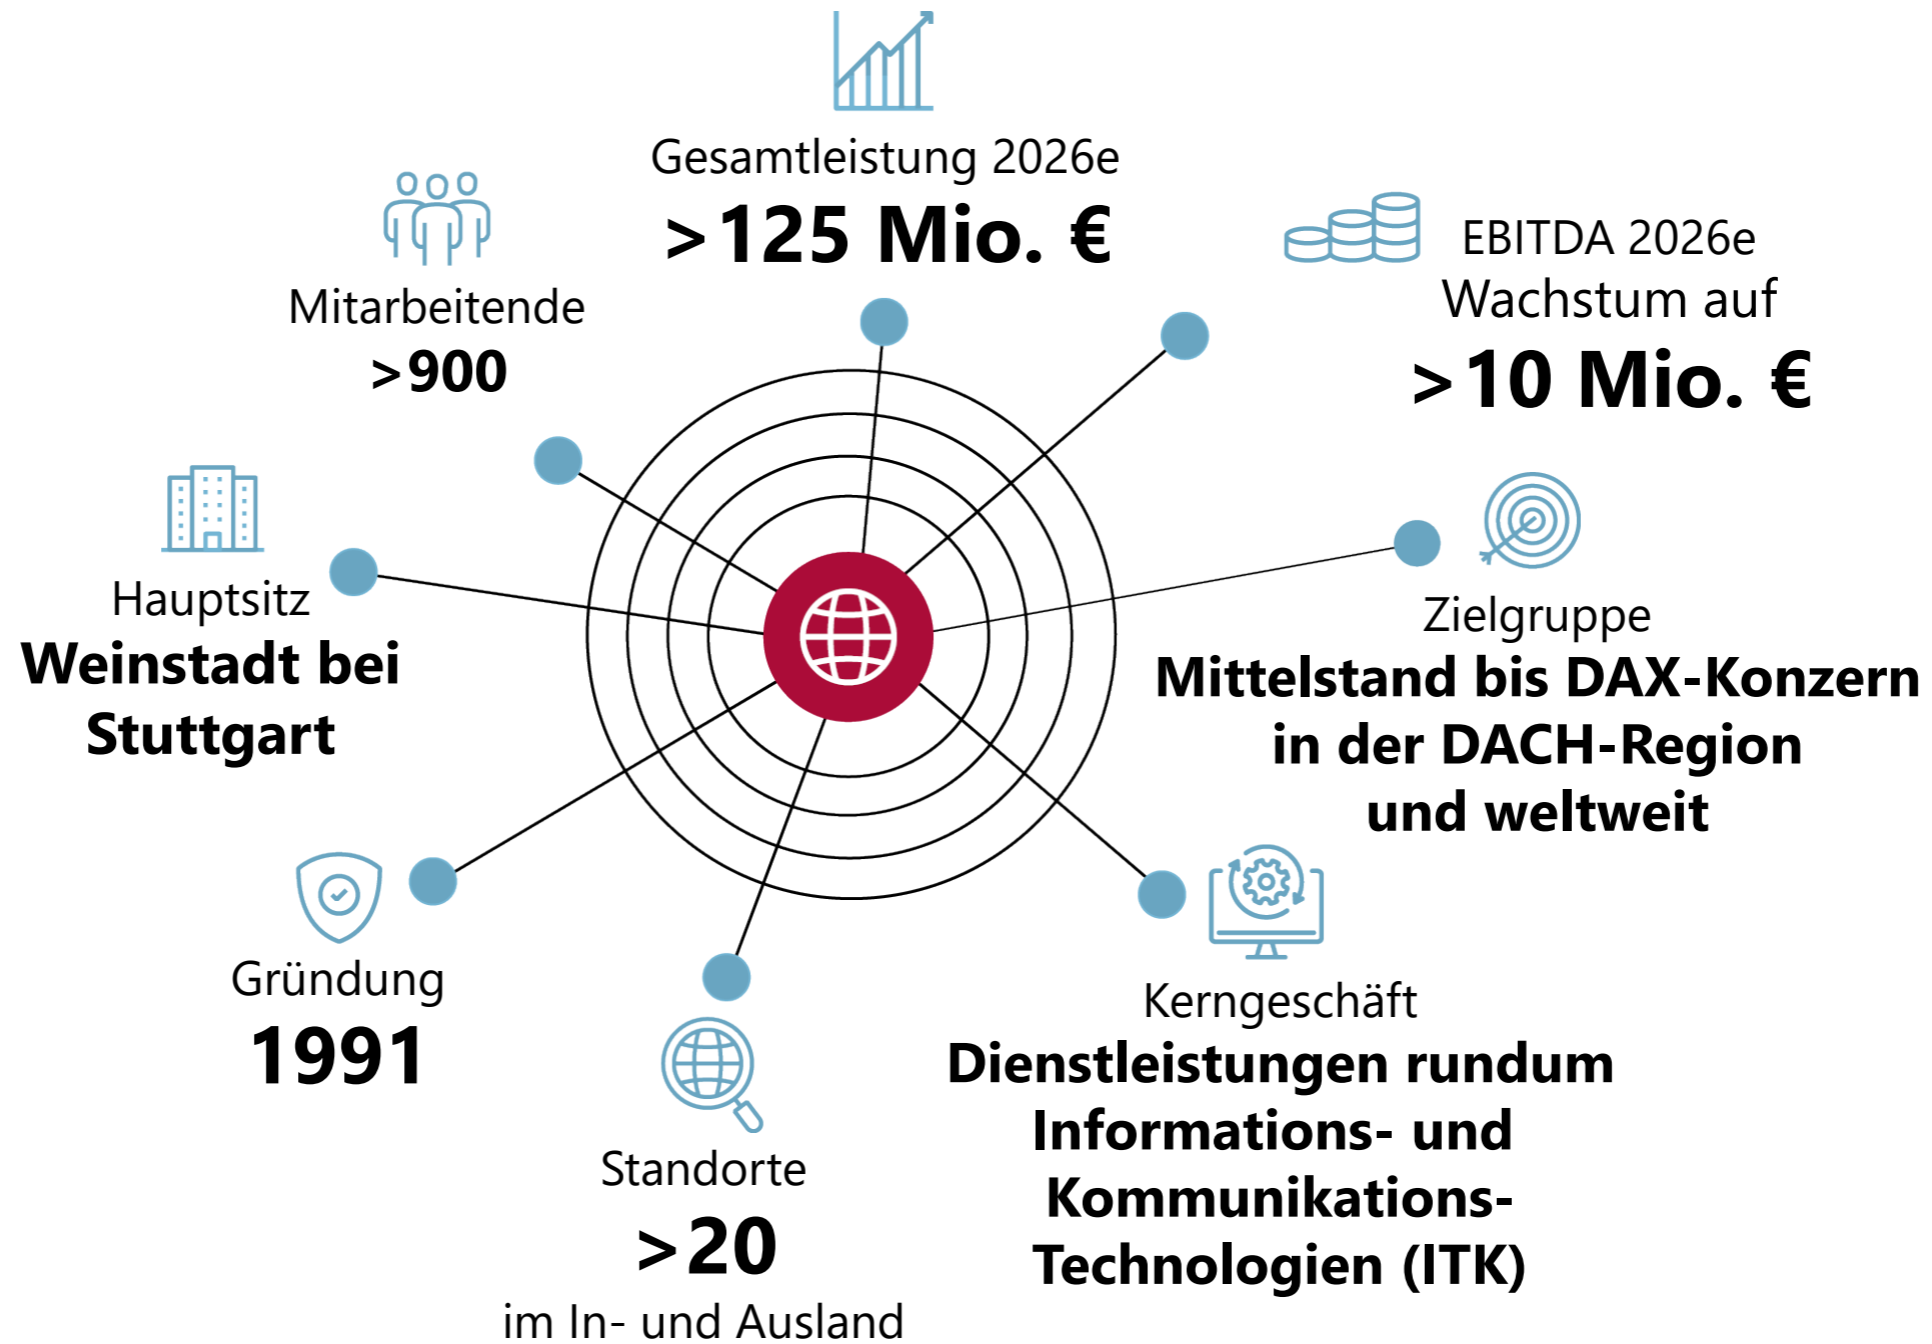 Gesamtleistung 2026e
>125 Mio. €
EBITDA 2026e
Wachstum auf
>10 Mio. €
Mitarbeitende
>900
Hauptsitz
Weinstadt bei
Stuttgart
Zielgruppe
Mittelstand bis DAX-Konzern
in der DACH-Region
und weltweit
Gründung
1991
Standorte
>20
im In- und Ausland
Kerngeschäft
Dienstleistungen rundum
Informations- und
Kommunikations-
Technologien (ITK)